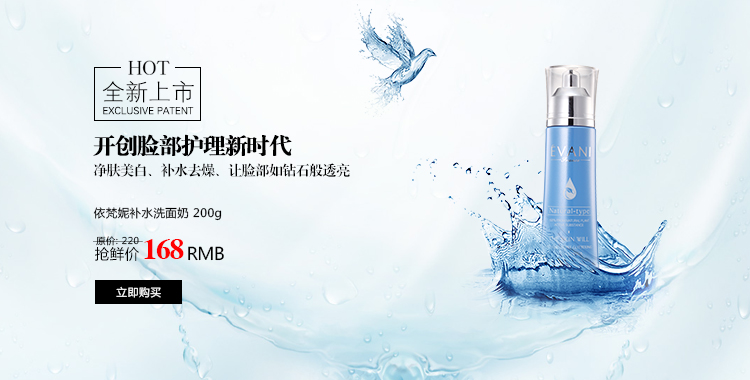 HOT
全新上市
EXCLUSIVE PATENT
开创脸部护理新时代
净肤美白、补水去燥、让脸部如钻石般透亮
依梵妮补水洗面奶 200g
原价: 220
抢鲜价 168 RMB
立即购买
EVANI
Natural-type